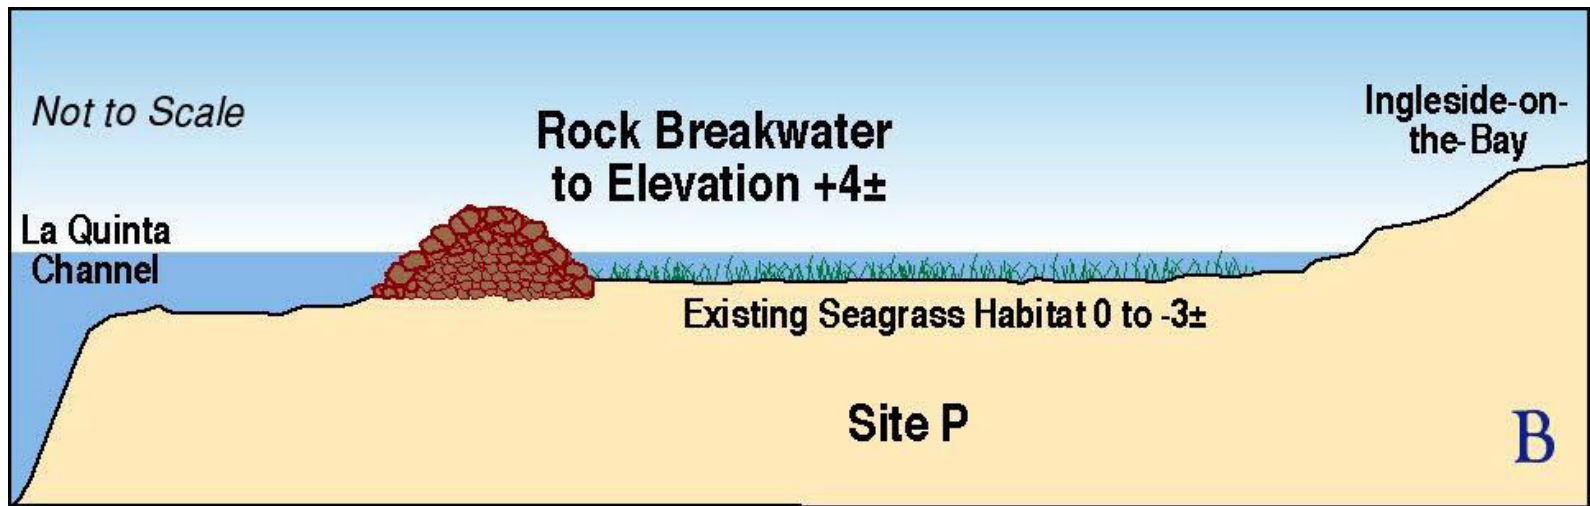 Not to Scale
Rock Breakwater
to Elevation +4±
Ingleside-on-
the-Bay
La Quinta
Channel
Existing Seagrass Habitat 0 to -3±
Site P
B